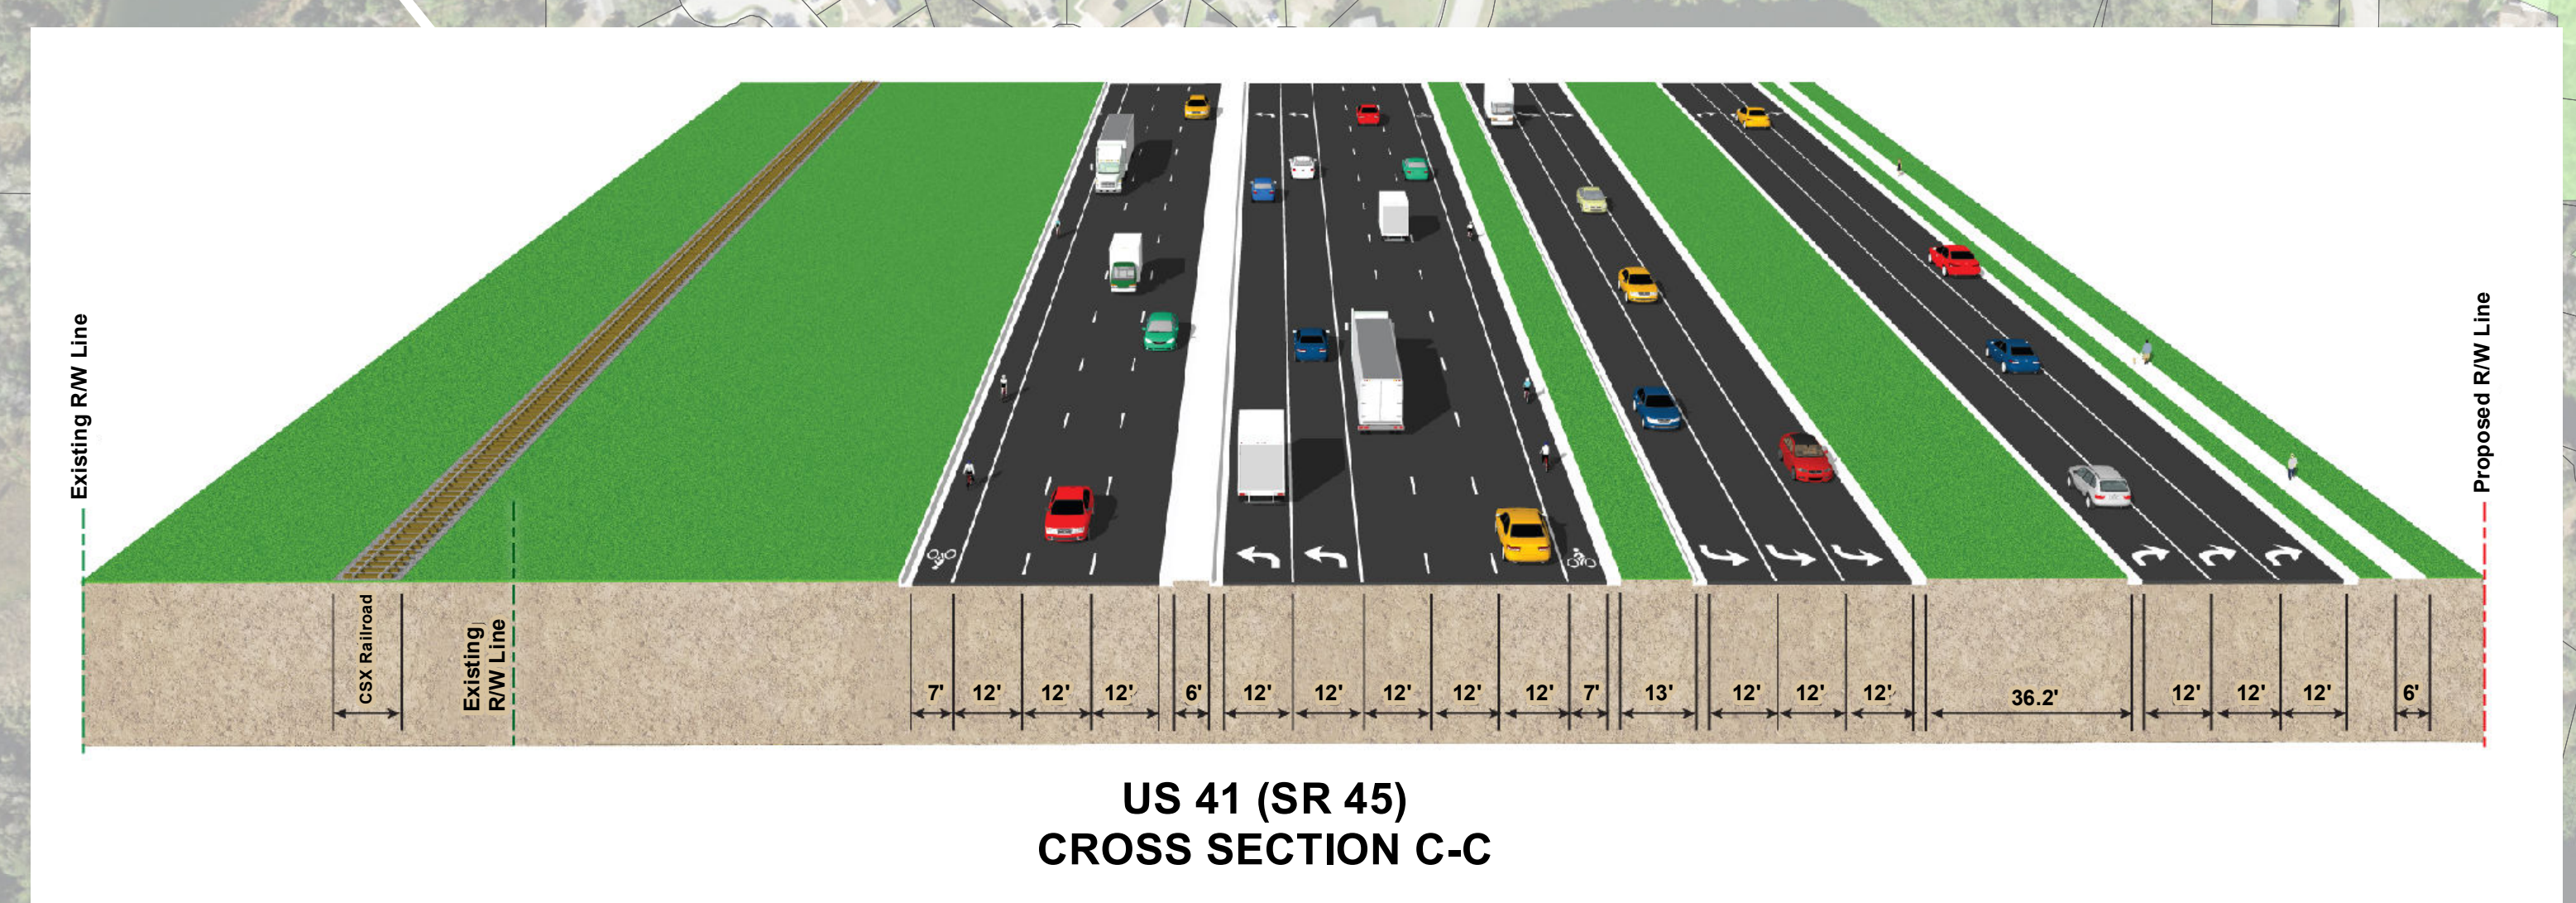 Existing R/W Line
Proposed R/W Line
CSX Railroad
Existing
R/W Line
7' 12' 12' 12' 6' 12' 12' 12' 12' 12' 7' 13' 12' 12' 12' 36.2' 12' 12' 12' 6'
US 41 (SR 45)
CROSS SECTION C-C